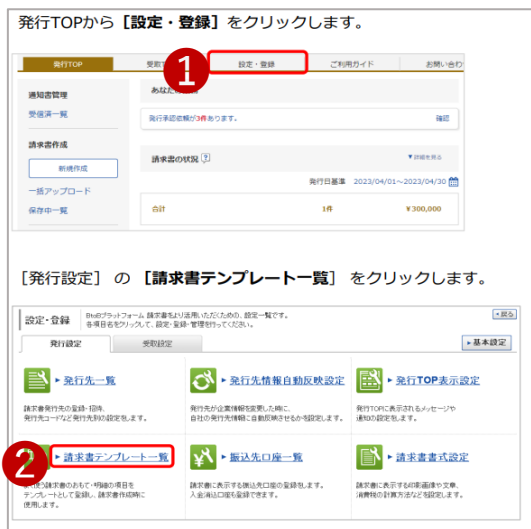 発行TOPから【設定・登録】をクリックします。
発行TOP
受取
設定・登録
ご利用ガイド
お問い合わ
1
通知書管理
受信済一覧
あなた
発行承認依頼が3件あります。
確認
請求書作成
新規作成
一括アップロード
保存中一覧
請求書の状況 ?
▼詳細を見る
発行日基準 2023/04/01～2023/04/30
合計 1件 ¥300,000
［発行設定］ の 【請求書テンプレート一覧］ をクリックします。
設定・登録
BtoBプラットフォーム 請求書をより活用いただくための、設定一覧です。
各項目名をクリックして、設定・登録・管理を行ってください。
◂戻る
発行設定
受取設定
▸基本設定
▸発行先一覧
請求書発行先の登録・招待、
発行先コードなど発行先別の設定をします。
▸発行先情報自動反映設定
発行先が企業情報を変更した時に、
自社の発行先情報に自動反映させるかを設定します。
▸発行TOP表示設定
発行TOPに表示されるメッセージや
通知の設定をします。
2
▸請求書テンプレート一覧
請求書のおもて・明細の項目を
テンプレートとして登録し、請求書作成時に
使用します。
▸振込先口座一覧
請求書に表示する振込先口座の登録をします。
入金消込口座も登録できます。
▸請求書書式設定
請求書に表示する印影画像や文章、
消費税の計算方法などを設定します。